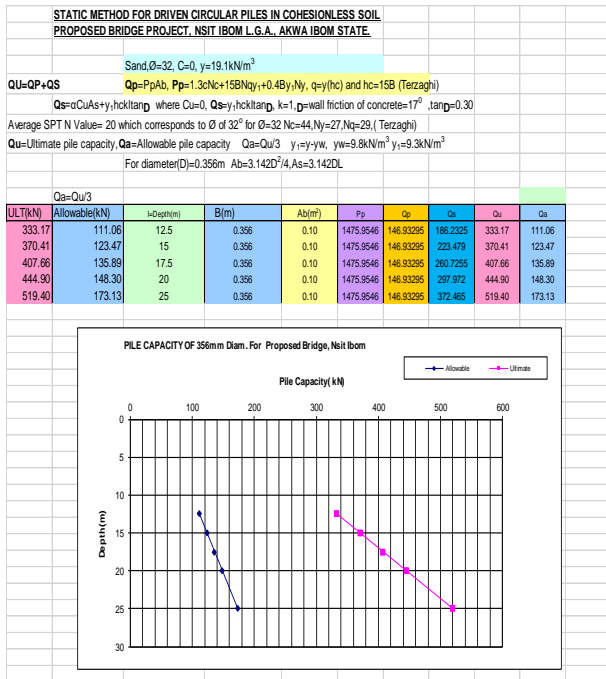 STATIC METHOD FOR DRIVEN CIRCULAR PILES IN COHESIONLESS SOIL
PROPOSED BRIDGE PROJECT, NSIT IBOM L.G.A., AKWA IBOM STATE.
Sand,Ø=32, C=0, y=19.1kN/m³
QU=QP+QS Qp=PpAb, Pp=1.3cNc+15BNqy₁+0.4By₁Ny, q=y(hc) and hc=15B (Terzaghi)
Qs=αCuAs+y₁hckltanD where Cu=0, Qs=y₁hckltanD, k=1,D=wall friction of concrete=17⁰ ,tanD=0.30
Average SPT N Value= 20 which corresponds to Ø of 32⁰ for Ø=32 Nc=44,Ny=27,Nq=29,( Terzaghi)
Qu=Ultimate pile capacity,Qa=Allowable pile capacity Qa=Qu/3 y₁=y-yw, yw=9.8kN/m³ y₁=9.3kN/m³
For diameter(D)=0.356m Ab=3.142D²/4,As=3.142DL
Qa=Qu/3
ULT(kN) Allowable(kN) l=Depth(m) B(m) Ab(m²) Pp Qp Qs Qu Qa
333.17 111.06 12.5 0.356 0.10 1475.9546 146.93295 186.2325 333.17 111.06
370.41 123.47 15 0.356 0.10 1475.9546 146.93295 223.479 370.41 123.47
407.66 135.89 17.5 0.356 0.10 1475.9546 146.93295 260.7255 407.66 135.89
444.90 148.30 20 0.356 0.10 1475.9546 146.93295 297.972 444.90 148.30
519.40 173.13 25 0.356 0.10 1475.9546 146.93295 372.465 519.40 173.13
PILE CAPACITY OF 356mm Diam. For Proposed Bridge, Nsit Ibom
Allowable Ultimate
Pile Capacity( kN)
0 100 200 300 400 500 600
0
5
10
15
20
25
30
Depth(m)